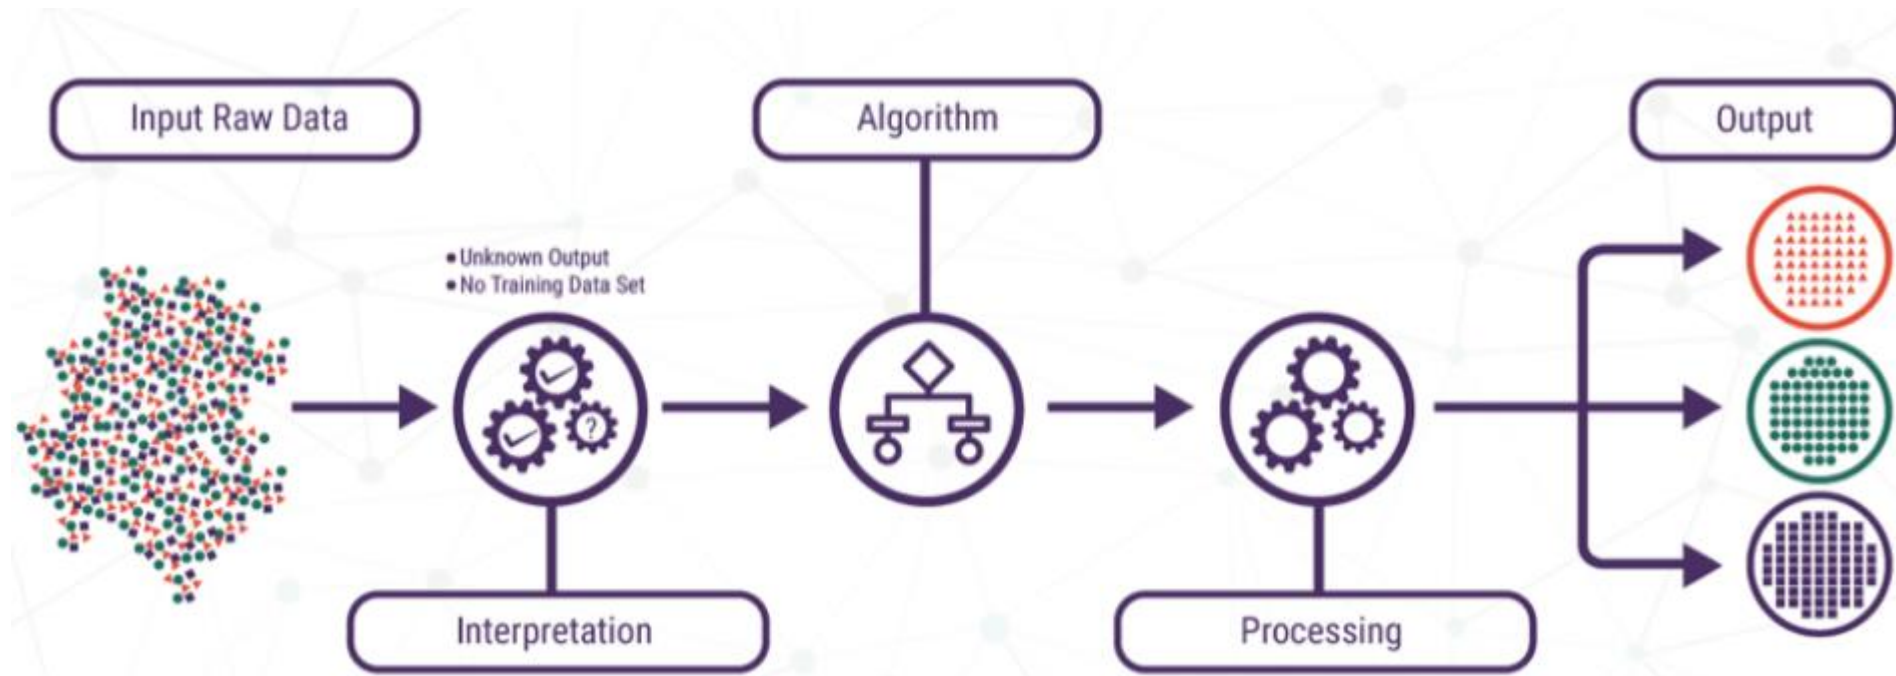 Input Raw Data
Algorithm
Output
• Unknown Output
• No Training Data Set
?
Interpretation
Processing